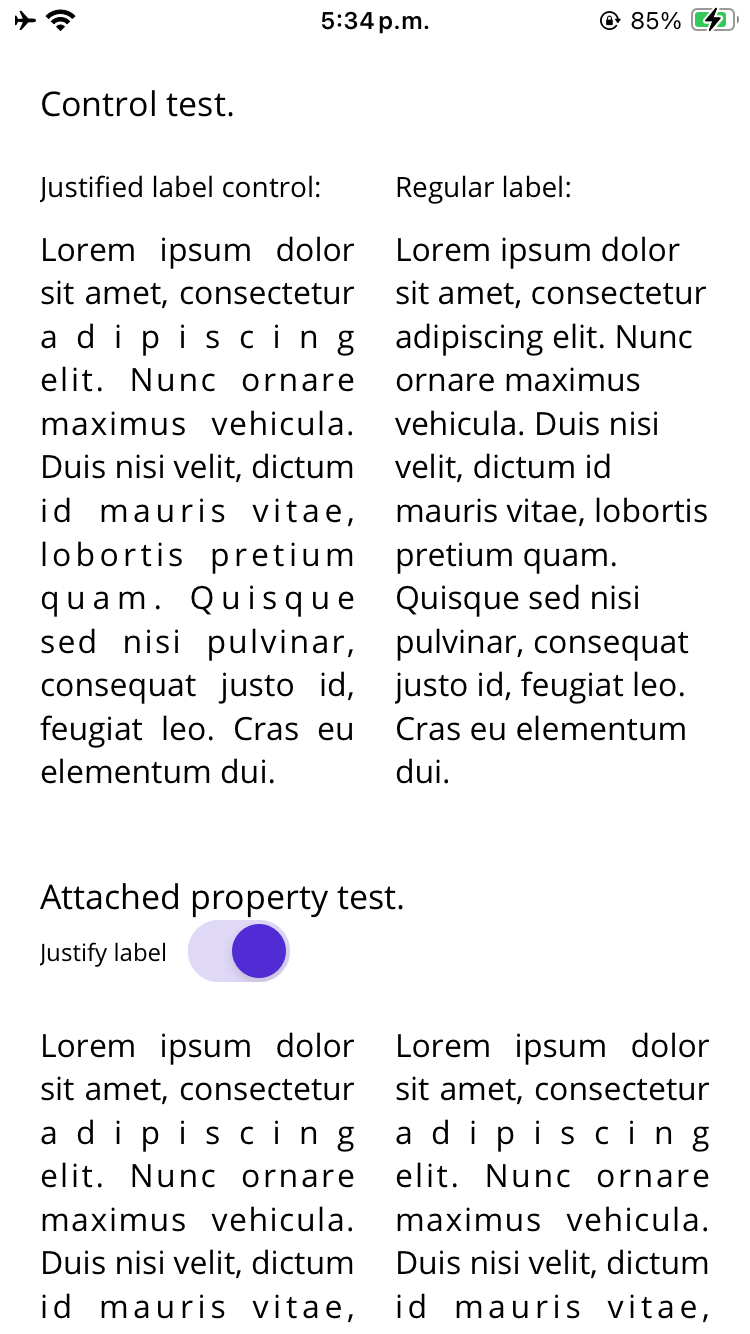 5:34 p.m.
85%
Control test.
Justified label control:
Lorem ipsum dolor
sit amet, consectetur
adipiscing
elit. Nunc ornare
maximus vehicula.
Duis nisi velit, dictum
id mauris vitae,
lobortis pretium
quam. Quisque
sed nisi pulvinar,
consequat justo id,
feugiat leo. Cras eu
elementum dui.
Regular label:
Lorem ipsum dolor
sit amet, consectetur
adipiscing elit. Nunc
ornare maximus
vehicula. Duis nisi
velit, dictum id
mauris vitae, lobortis
pretium quam.
Quisque sed nisi
pulvinar, consequat
justo id, feugiat leo.
Cras eu elementum
dui.
Attached property test.
Justify label
Lorem ipsum dolor
sit amet, consectetur
adipiscing
elit. Nunc ornare
maximus vehicula.
Duis nisi velit, dictum
id mauris vitae,
Lorem ipsum dolor
sit amet, consectetur
adipiscing
elit. Nunc ornare
maximus vehicula.
Duis nisi velit, dictum
id mauris vitae,